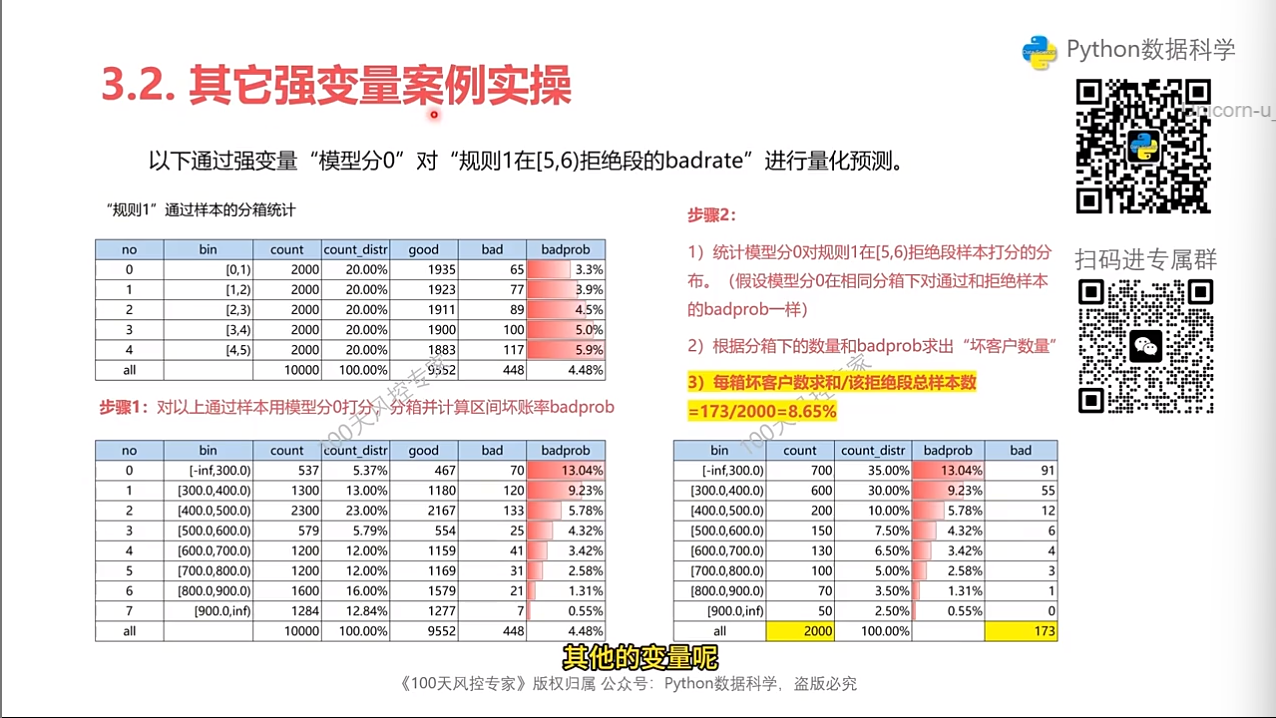 Python数据科学
3.2. 其它强变量案例实操
Unicorn-u_
以下通过强变量“模型分0”对“规则1在[5,6)拒绝段的badrate”进行量化预测。
“规则1”通过样本的分箱统计
no bin count count_distr good bad badprob
0 [0,1) 2000 20.00% 1935 65 3.3%
1 [1,2) 2000 20.00% 1923 77 3.9%
2 [2,3) 2000 20.00% 1911 89 4.5%
3 [3,4) 2000 20.00% 1900 100 5.0%
4 [4,5) 2000 20.00% 1883 117 5.9%
all 10000 100.00% 9552 448 4.48%
步骤1：对以上通过样本用模型分0打分，分箱并计算区间坏账率badprob
no bin count count_distr good bad badprob
0 [-inf,300.0) 537 5.37% 467 70 13.04%
1 [300.0,400.0) 1300 13.00% 1180 120 9.23%
2 [400.0,500.0) 2300 23.00% 2167 133 5.78%
3 [500.0,600.0) 579 5.79% 554 25 4.32%
4 [600.0,700.0) 1200 12.00% 1159 41 3.42%
5 [700.0,800.0) 1200 12.00% 1169 31 2.58%
6 [800.0,900.0) 1600 16.00% 1579 21 1.31%
7 [900.0,inf) 1284 12.84% 1277 7 0.55%
all 10000 100.00% 9552 448 4.48%
步骤2：
1）统计模型分0对规则1在[5,6)拒绝段样本打分的分
布。（假设模型分0在相同分箱下对通过和拒绝样本
的badprob一样）
2）根据分箱下的数量和badprob求出“坏客户数量”
3）每箱坏客户数求和/该拒绝段总样本数
=173/2000=8.65%
bin count count_distr badprob bad
[-inf,300.0) 700 35.00% 13.04% 91
[300.0,400.0) 600 30.00% 9.23% 55
[400.0,500.0) 200 10.00% 5.78% 12
[500.0,600.0) 150 7.50% 4.32% 6
[600.0,700.0) 130 6.50% 3.42% 4
[700.0,800.0) 100 5.00% 2.58% 3
[800.0,900.0) 70 3.50% 1.31% 1
[900.0,inf) 50 2.50% 0.55% 0
all 2000 100.00% 173
扫码进专属群
100天风控专家
100天风控专家
其他的变量呢
《100天风控专家》版权归属 公众号：Python数据科学，盗版必究